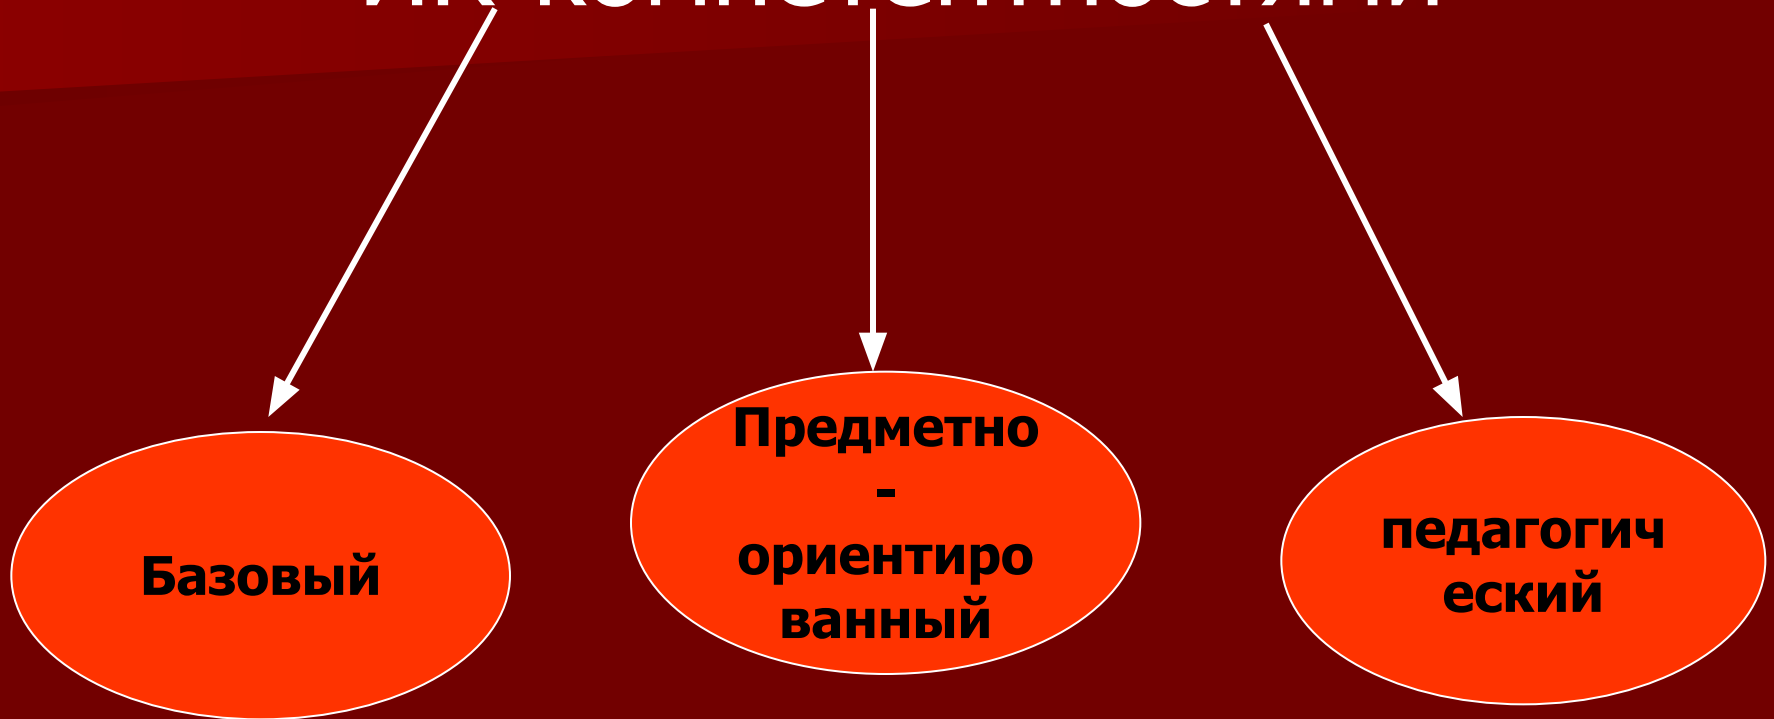 Базовый
Предметно
-
ориентиро
ванный
педагогич
еский